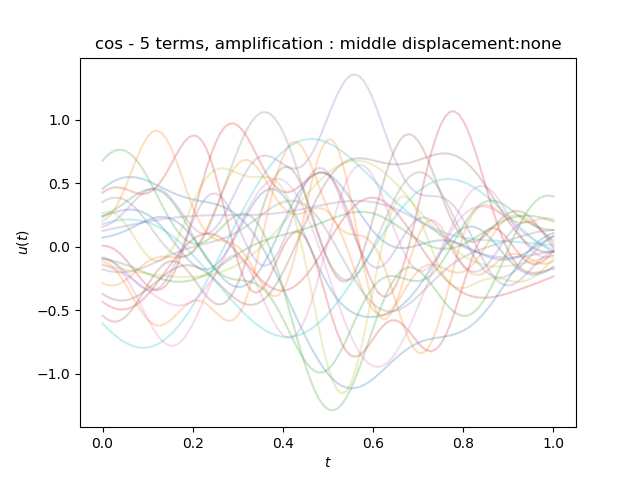 cos - 5 terms, amplification : middle displacement:none
1.0
0.5
0.0
−0.5
−1.0
u(t)
0.0 0.2 0.4 0.6 0.8 1.0
t